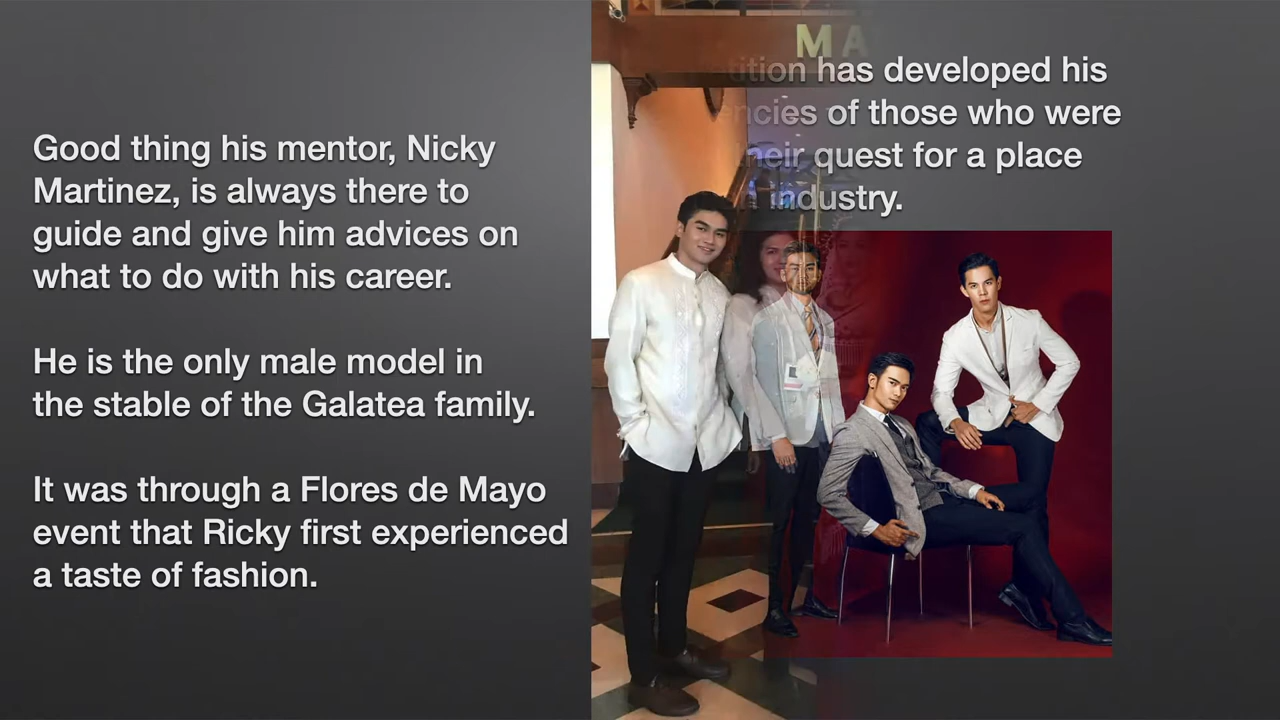 Good thing his mentor, Nicky
Martinez, is always there to
guide and give him advices on
what to do with his career.
He is the only male model in
the stable of the Galatea family.
It was through a Flores de Mayo
event that Ricky first experienced
a taste of fashion.
MA
has developed his
of those who were
quest for a place
industry.